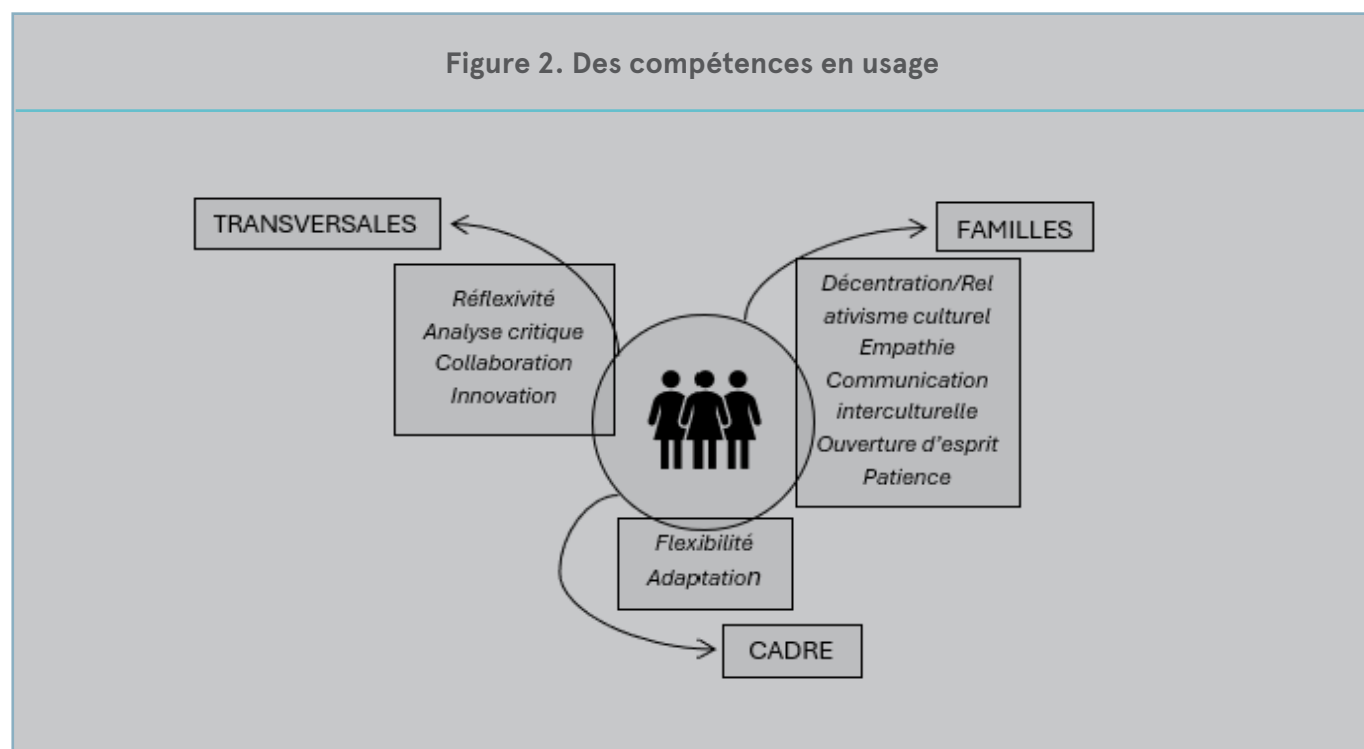 Figure 2. Des compétences en usage
TRANSVERSALES
Réflexivité
Analyse critique
Collaboration
Innovation
FAMILLES
Décentration/Rel
ativisme culturel
Empathie
Communication
interculturelle
Ouverture d'esprit
Patience
Flexibilité
Adaptation
CADRE